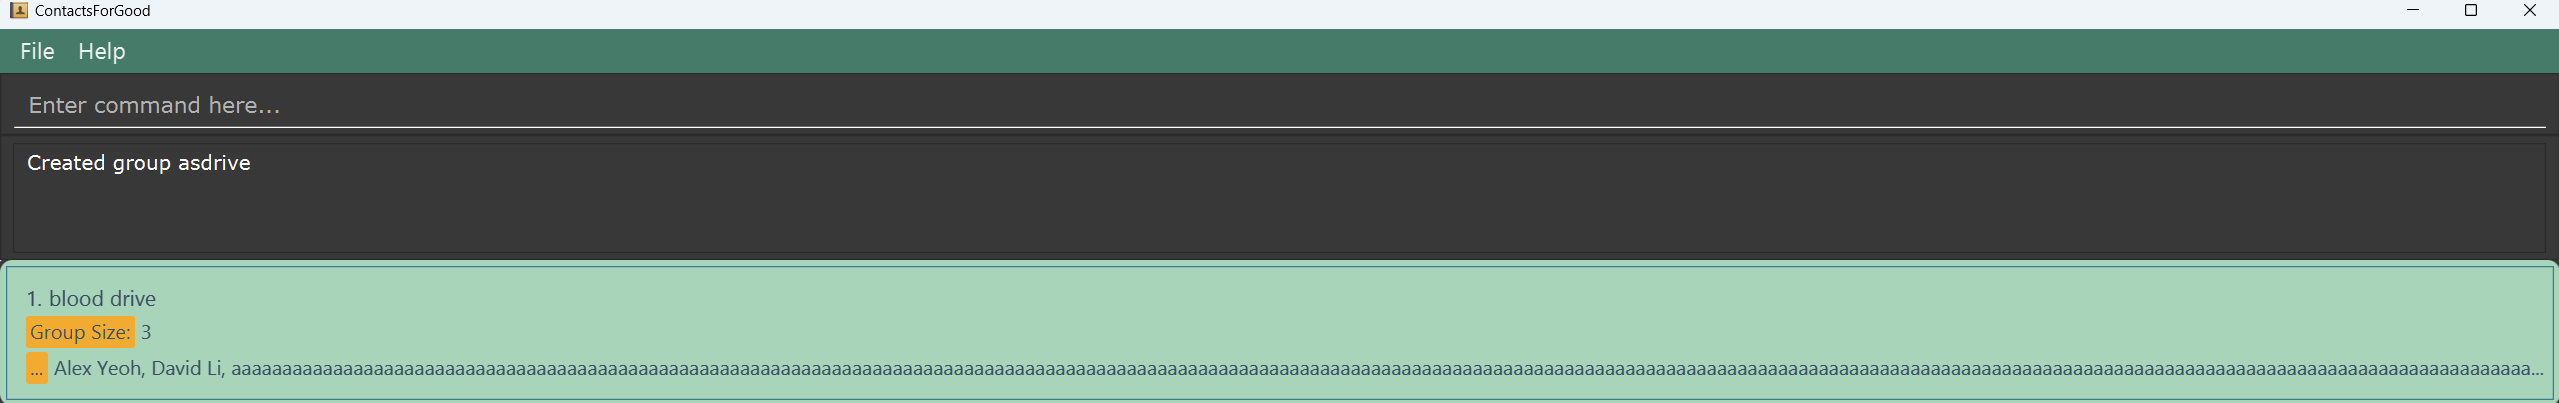 ContactsForGood
File Help
Enter command here...
Created group asdrive
1. blood drive
Group Size: 3
... Alex Yeoh, David Li, aaaaaaaaaaaaaaaaaaaaaaaaaaaaaaaaaaaaaaaaaaaaaaaaaaaaaaaaaaaaaaaaaaaaaaaaaaaaaaaaaaaaaaaaaaaaaaaaaaaaaaaaaaaaaaaaaaaaaaaaaaaaaaaaaaaaaaaaaaaaaaaaaaaaaaaaaaaaaaaaaaaaaaaaaaaaaaaaaaaaaaaaaaaaaaaaaaaaaaaaaaaaaaaaaaaaaaaaaaaaaaaa...